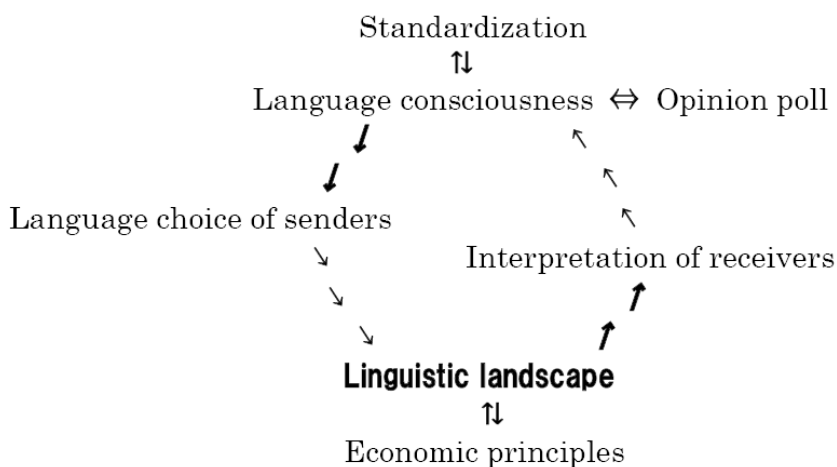 Standardization
⇅
Language consciousness ⇔ Opinion poll
Language choice of senders
Interpretation of receivers
Linguistic landscape
⇅
Economic principles